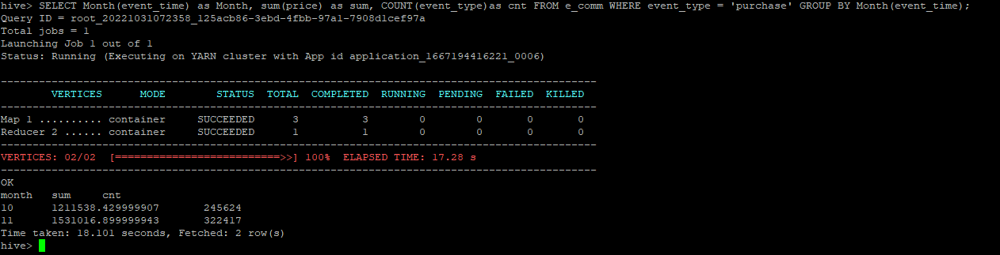 hive> SELECT Month(event_time) as Month, sum(price) as sum, COUNT(event_type)as cnt FROM e_comm WHERE event_type = 'purchase' GROUP BY Month(event_time);
Query ID = root_20221031072358_125acb86-3ebd-4fbb-97a1-7908d1cef97a
Total jobs = 1
Launching Job 1 out of 1
Status: Running (Executing on YARN cluster with App id application_1667194416221_0006)
----------------------------------------------------------------------------------------------
        VERTICES      MODE        STATUS  TOTAL  COMPLETED  RUNNING  PENDING  FAILED  KILLED
----------------------------------------------------------------------------------------------
Map 1 .......... container     SUCCEEDED      3          3        0        0       0       0
Reducer 2 ...... container     SUCCEEDED      1          1        0        0       0       0
----------------------------------------------------------------------------------------------
VERTICES: 02/02  [==========================>>] 100%  ELAPSED TIME: 17.28 s
----------------------------------------------------------------------------------------------
OK
month   sum     cnt
10      1211538.429999907       245624
11      1531016.899999943       322417
Time taken: 18.101 seconds, Fetched: 2 row(s)
hive>